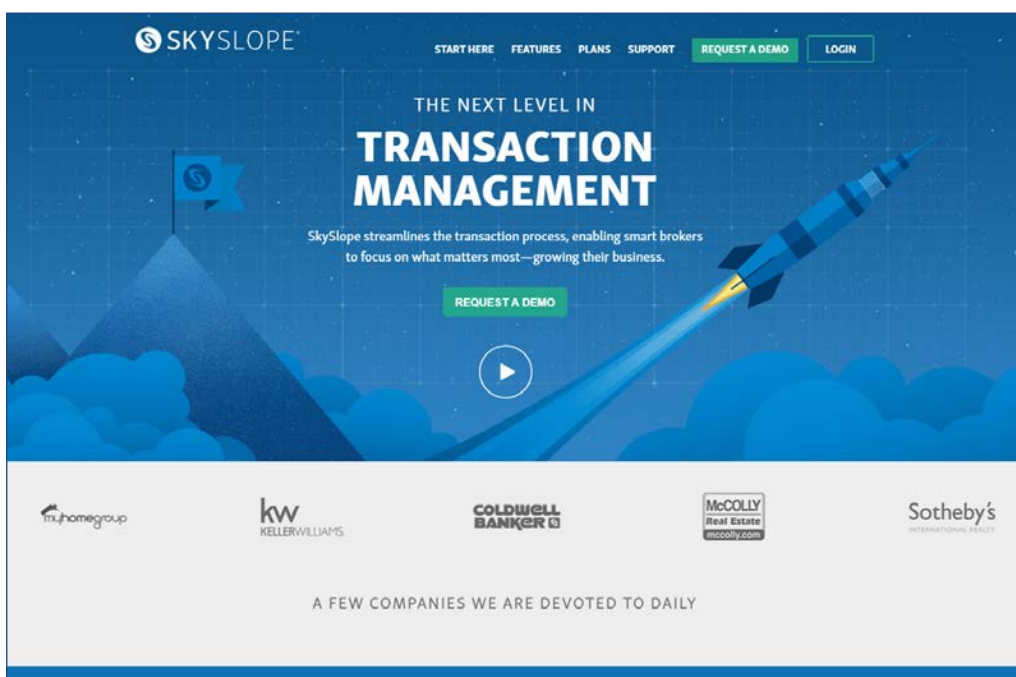 SKYSLOPE®
START HERE FEATURES PLANS SUPPORT REQUEST A DEMO LOGIN
THE NEXT LEVEL IN
TRANSACTION
MANAGEMENT
SkySlope streamlines the transaction process, enabling smart brokers
to focus on what matters most—growing their business.
REQUEST A DEMO
myhomegroup
kw
KELLERWILLIAMS.
COLDWELL
BANKER
McCOLLY
Real Estate
mccolly.com
Sotheby's
INTERNATIONAL REALTY
A FEW COMPANIES WE ARE DEVOTED TO DAILY